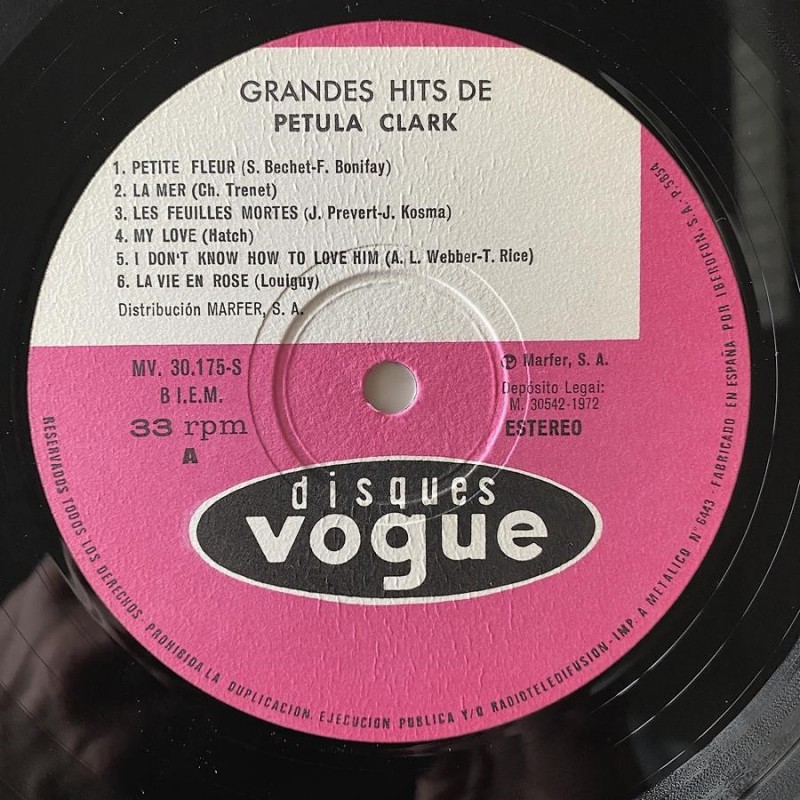 GRANDES HITS DE
PETULA CLARK
1. PETITE FLEUR (S. Bechet-F. Bonifay)
2. LA MER (Ch. Trenet)
3. LES FEUILLES MORTES (J. Prevert-J. Kosma)
4. MY LOVE (Hatch)
5. I DON'T KNOW HOW TO LOVE HIM (A. L. Webber-T. Rice)
6. LA VIE EN ROSE (Louiguy)
Distribución MARFER, S. A.
MV. 30.175-S
B I.E.M.
33 rpm
A
℗ Marfer, S. A.
Depósito Legal:
M. 30542-1972
ESTEREO
disques
vogue
RESERVADOS TODOS LOS DERECHOS. PROHIBIDA LA DUPLICACION, EJECUCION PUBLICA Y/O RADIOTELEDIFUSION - IMP. A METALICO Nº 6443 - FABRICADO EN ESPAÑA POR IBEROFON, S. A. - P. 5854